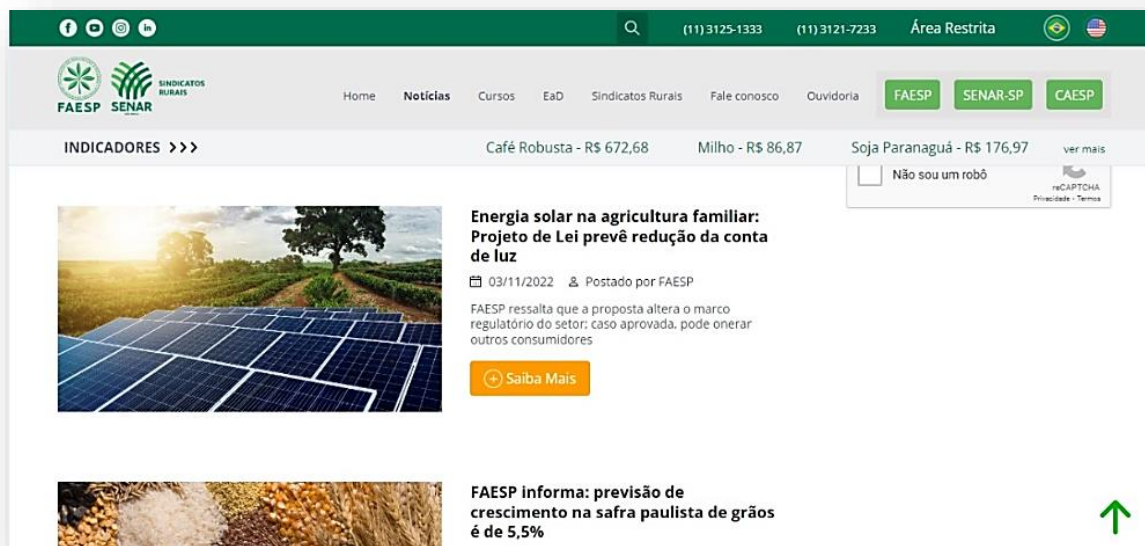 (11) 3125-1333 (11) 3121-7233 Área Restrita
FAESP SENAR SINDICATOS
RURAIS
Home Notícias Cursos EaD Sindicatos Rurais Fale conosco Ouvidoria FAESP SENAR-SP CAESP
INDICADORES >>> Café Robusta - R$ 672,68 Milho - R$ 86,87 Soja Paranaguá - R$ 176,97 ver mais
Não sou um robô
reCAPTCHA
Privacidade - Termos
Energia solar na agricultura familiar:
Projeto de Lei prevê redução da conta
de luz
03/11/2022 Postado por FAESP
FAESP ressalta que a proposta altera o marco
regulatório do setor; caso aprovada, pode onerar
outros consumidores
Saiba Mais
FAESP informa: previsão de
crescimento na safra paulista de grãos
é de 5,5%